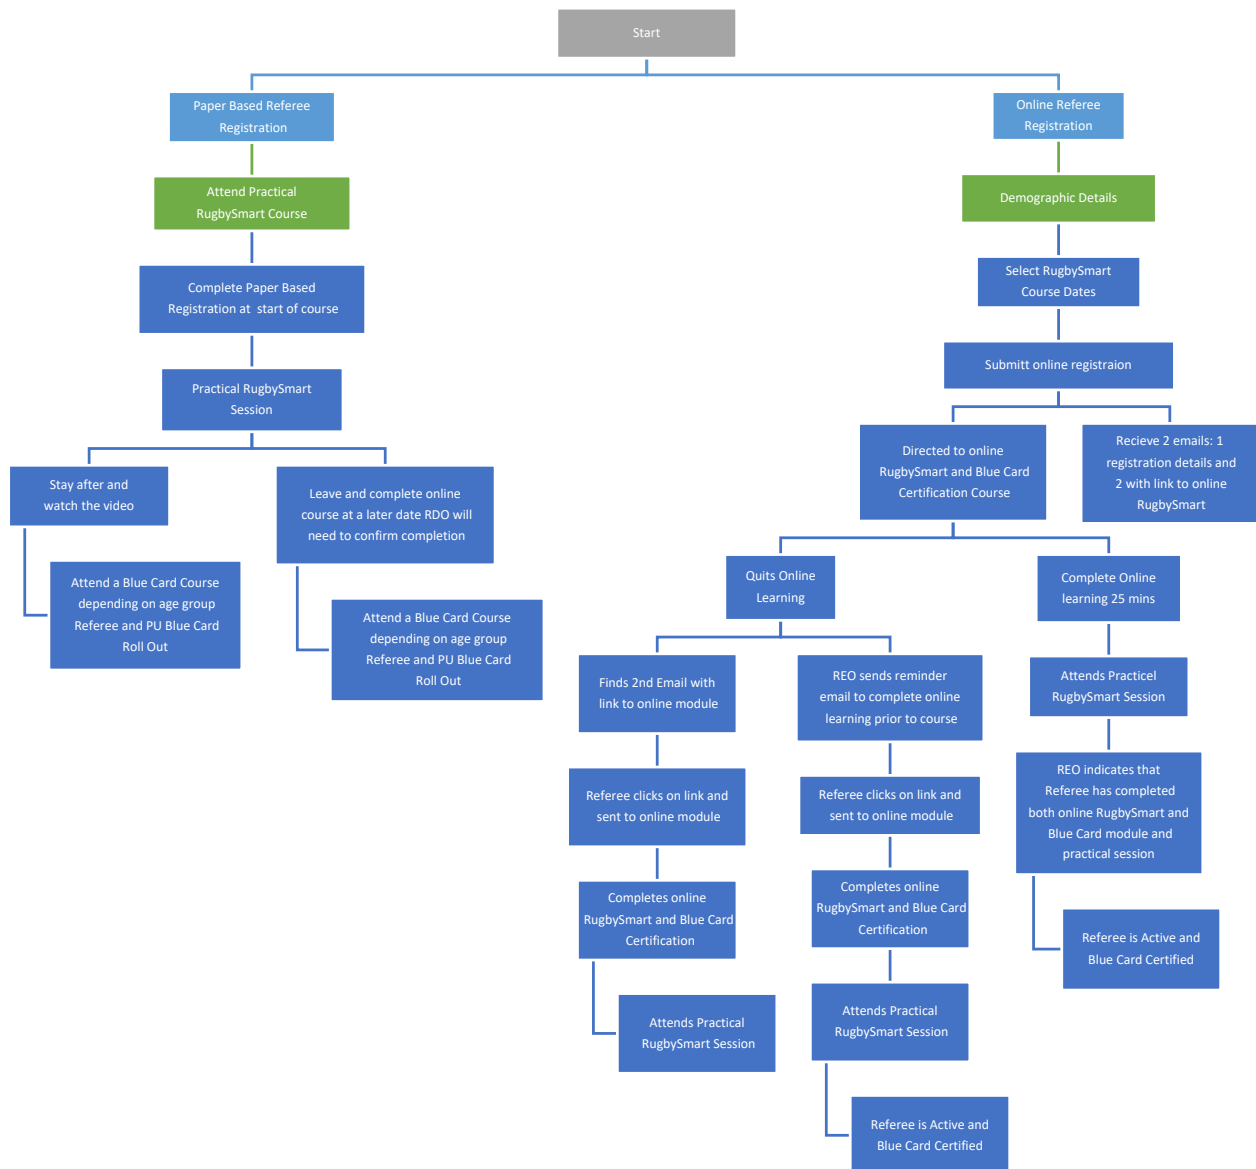 Start
Paper Based Referee
Registration
Online Referee
Registration
Attend Practical
RugbySmart Course
Demographic Details
Complete Paper Based
Registration at  start of course
Select RugbySmart
Course Dates
Practical RugbySmart
Session
Submitt online registraion
Stay after and
watch the video
Leave and complete online
course at a later date RDO will
need to confirm completion
Directed to online
RugbySmart and Blue Card
Certification Course
Recieve 2 emails: 1
registration details and
2 with link to online
RugbySmart
Attend a Blue Card Course
depending on age group
Referee and PU Blue Card
Roll Out
Attend a Blue Card Course
depending on age group
Referee and PU Blue Card
Roll Out
Quits Online
Learning
Complete Online
learning 25 mins
Finds 2nd Email with
link to online module
REO sends reminder
email to complete online
learning prior to course
Attends Practicel
RugbySmart Session
Referee clicks on link and
sent to online module
Referee clicks on link and
sent to online module
REO indicates that
Referee has completed
both online RugbySmart and
Blue Card module and
practical session
Completes online
RugbySmart and Blue Card
Certification
Completes online
RugbySmart and Blue Card
Certification
Referee is Active and
Blue Card Certified
Attends Practical
RugbySmart Session
Attends Practical
RugbySmart Session
Referee is Active and
Blue Card Certified